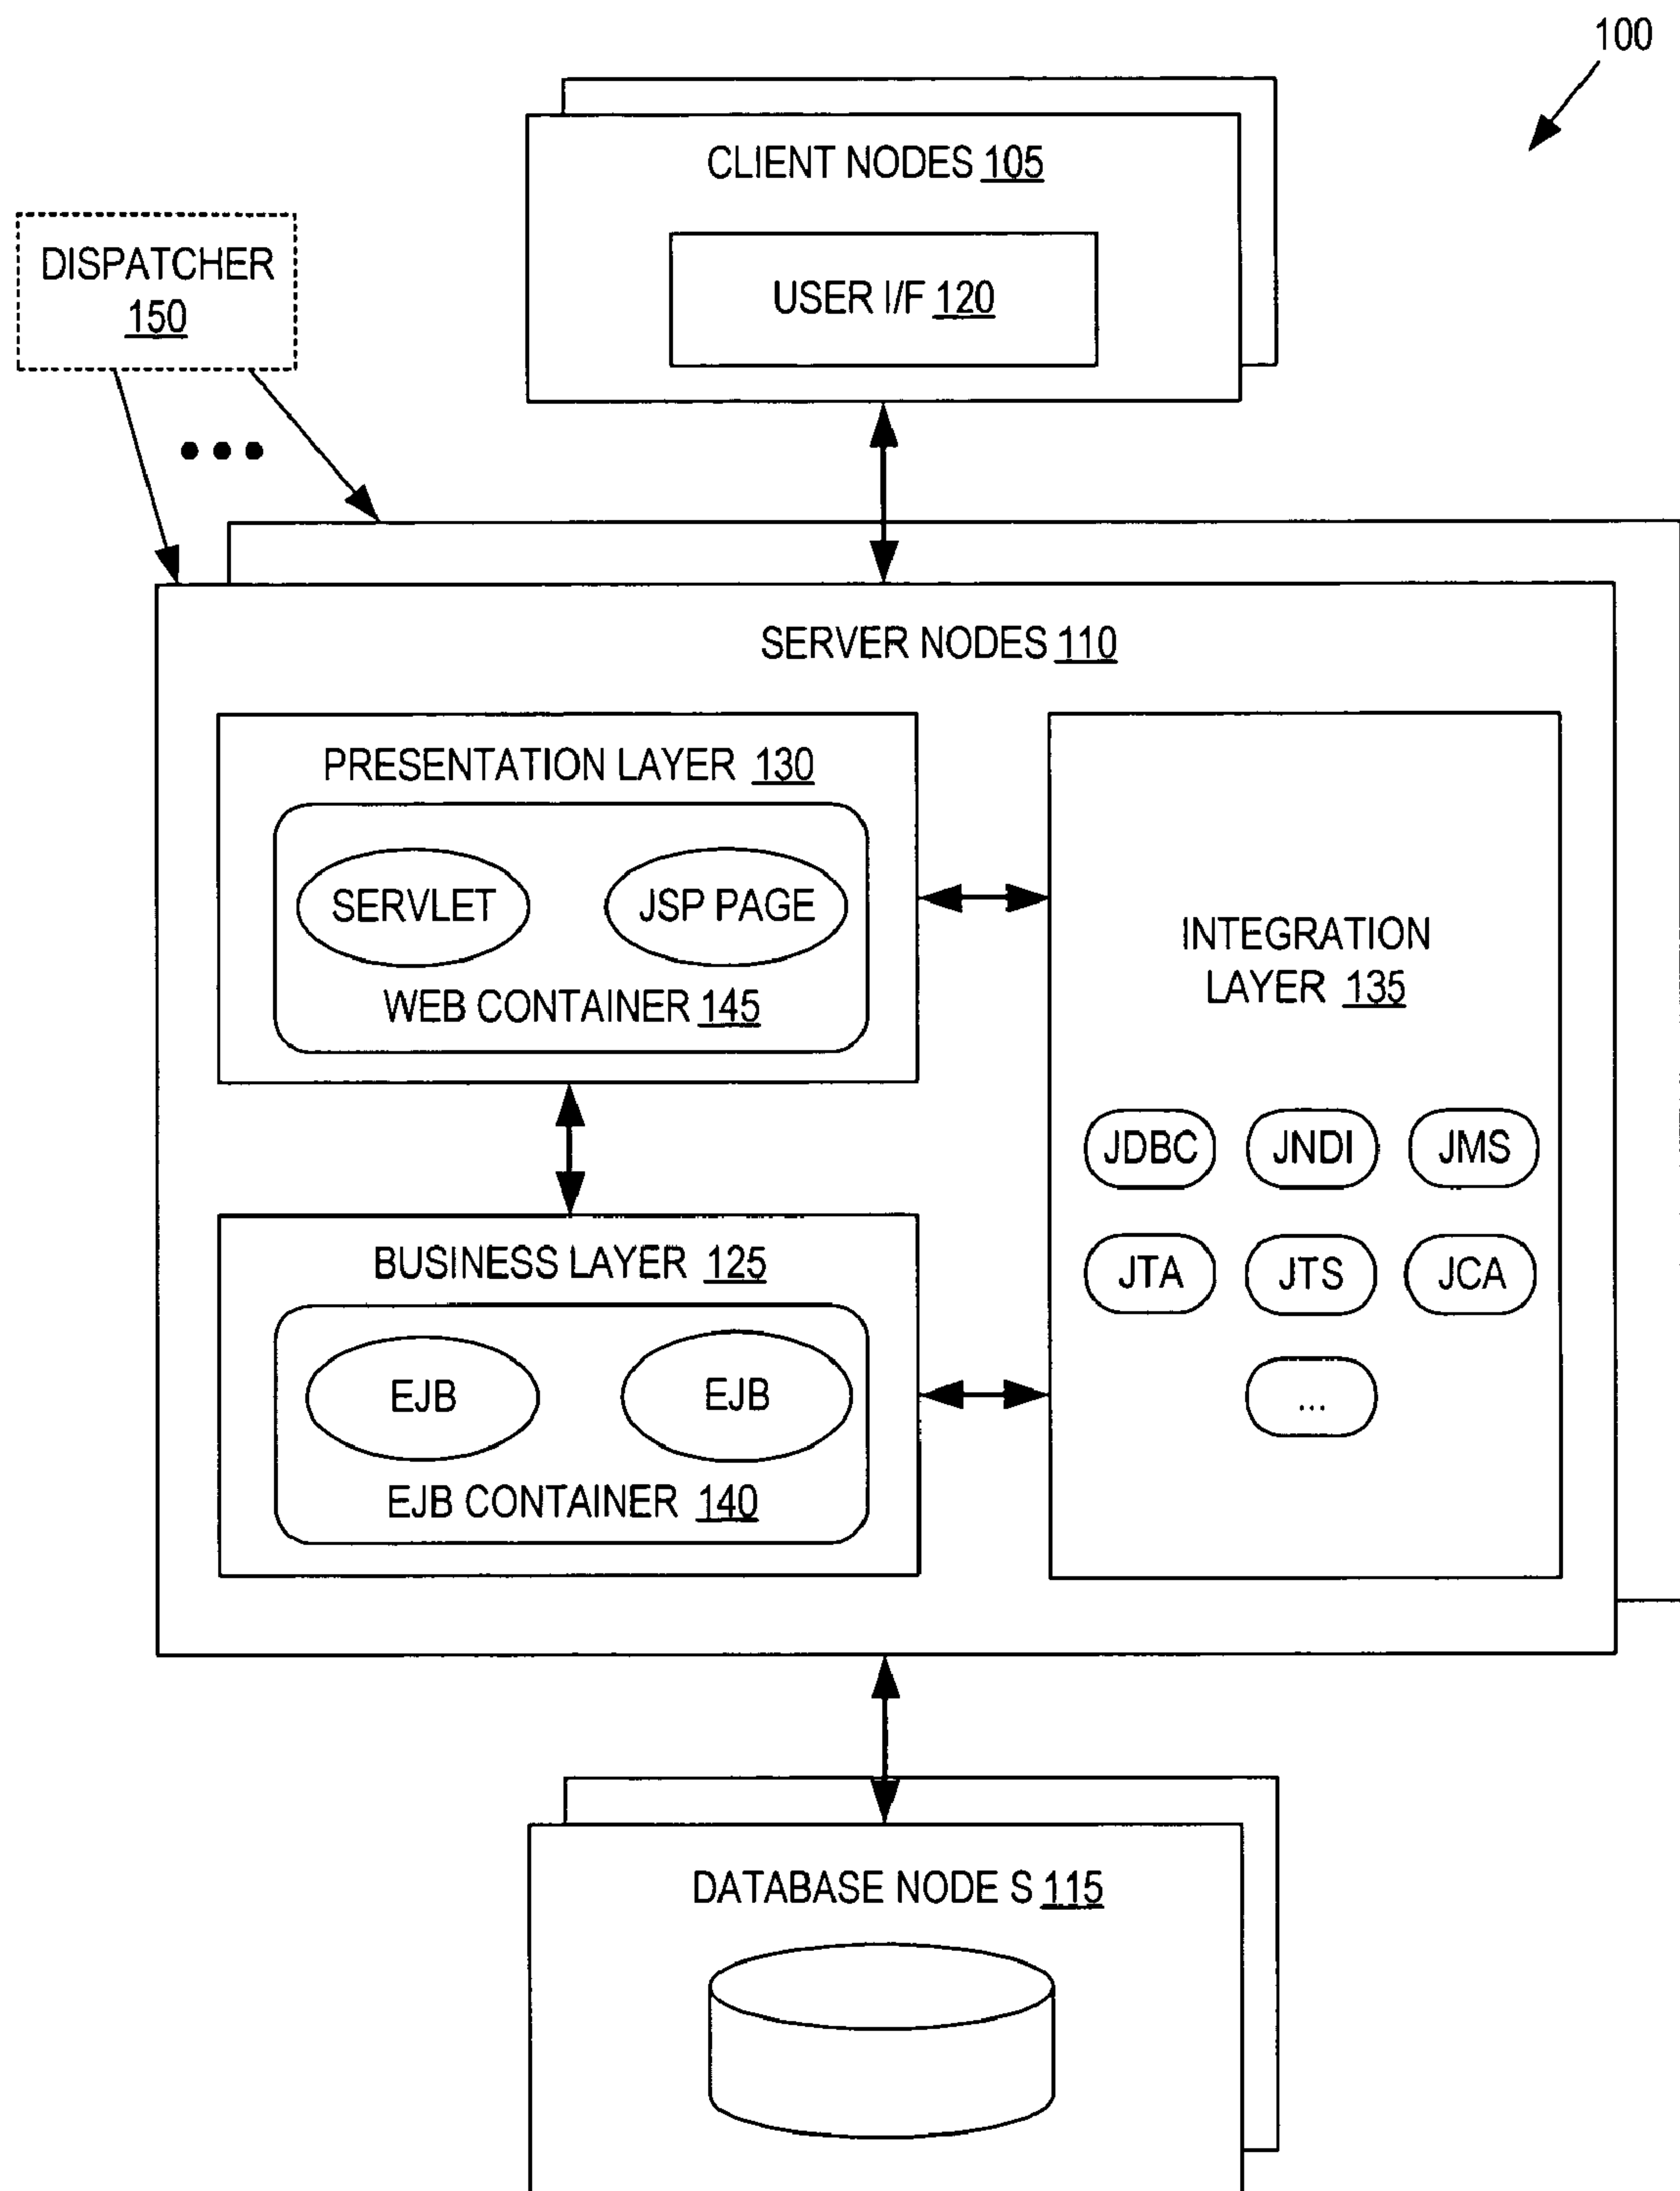 100
CLIENT NODES 105
USER I/F 120
DISPATCHER
150
SERVER NODES 110
PRESENTATION LAYER 130
SERVLET
JSP PAGE
WEB CONTAINER 145
INTEGRATION
LAYER 135
JDBC
JNDI
JMS
JTA
JTS
JCA
...
BUSINESS LAYER 125
EJB
EJB
EJB CONTAINER 140
DATABASE NODE S 115